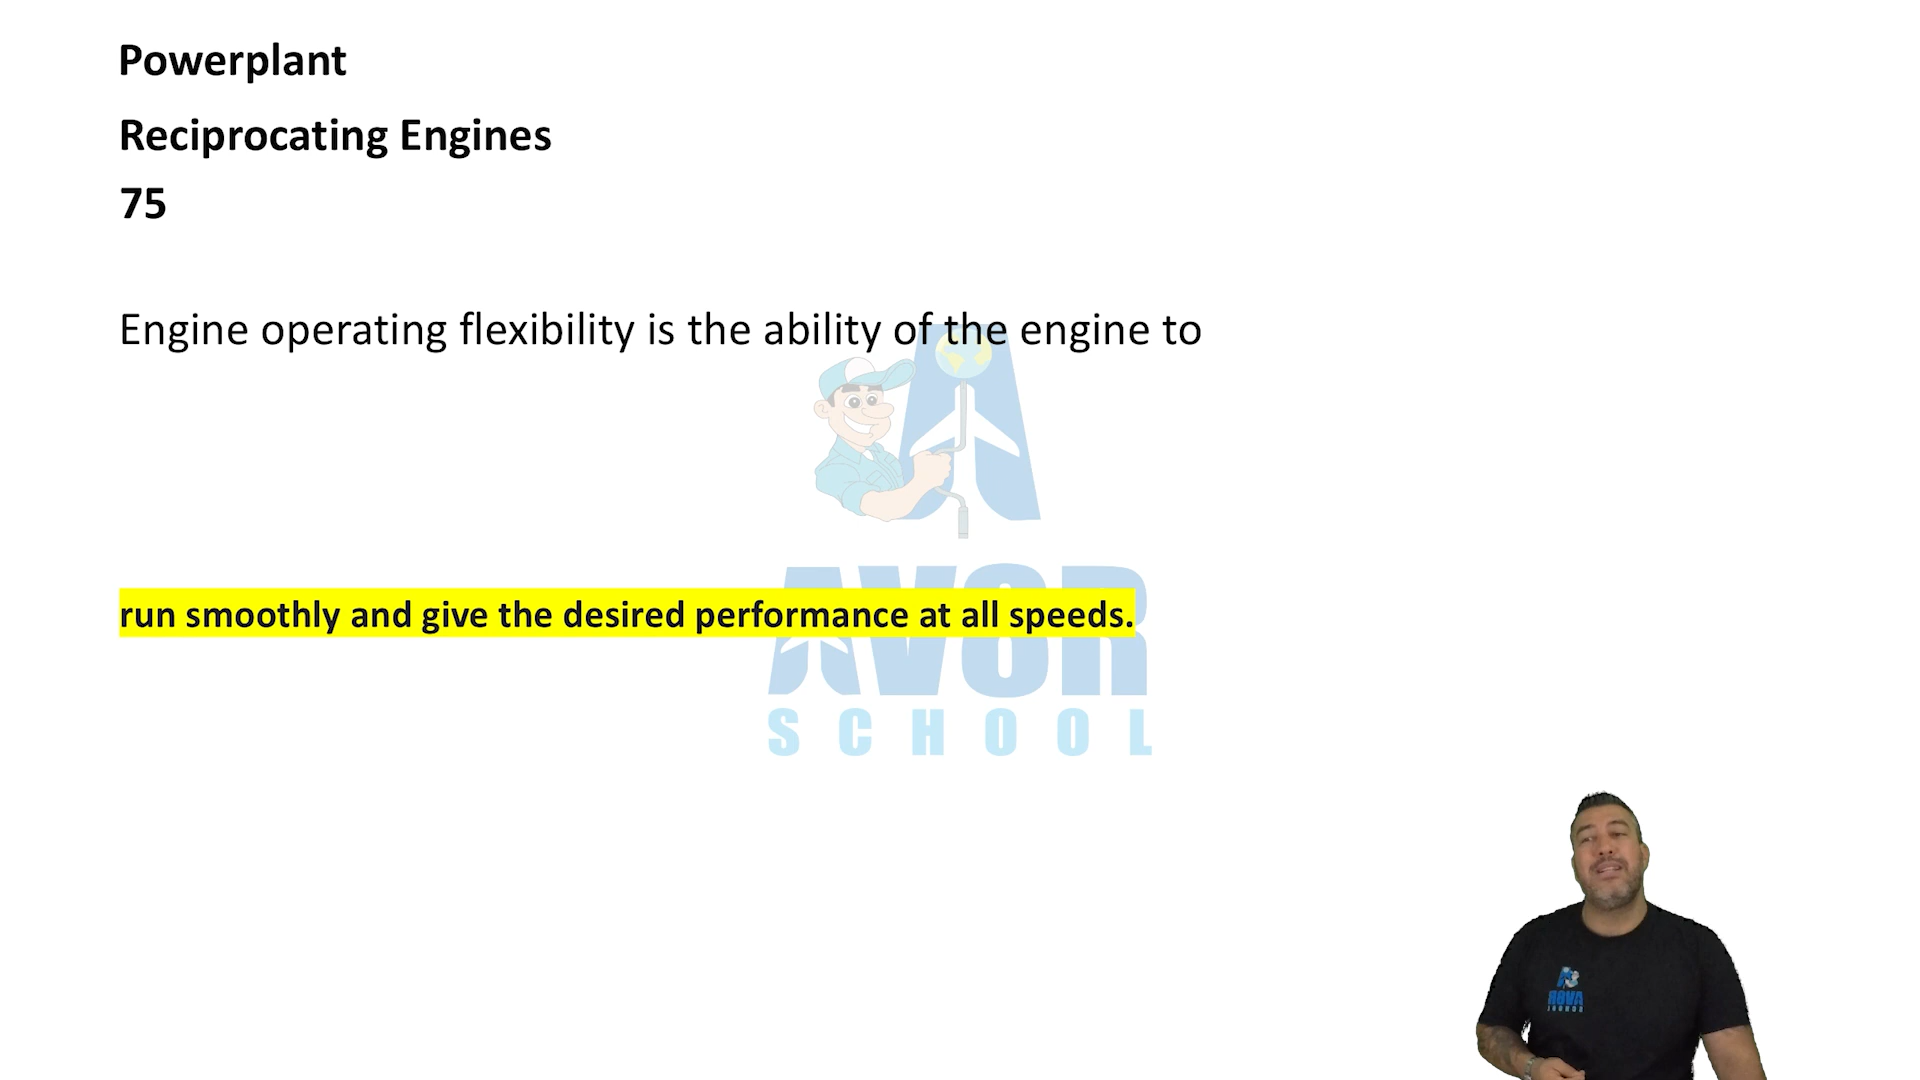 Powerplant
Reciprocating Engines
75
Engine operating flexibility is the ability of the engine to
run smoothly and give the desired performance at all speeds.
AV8R
SCHOOL